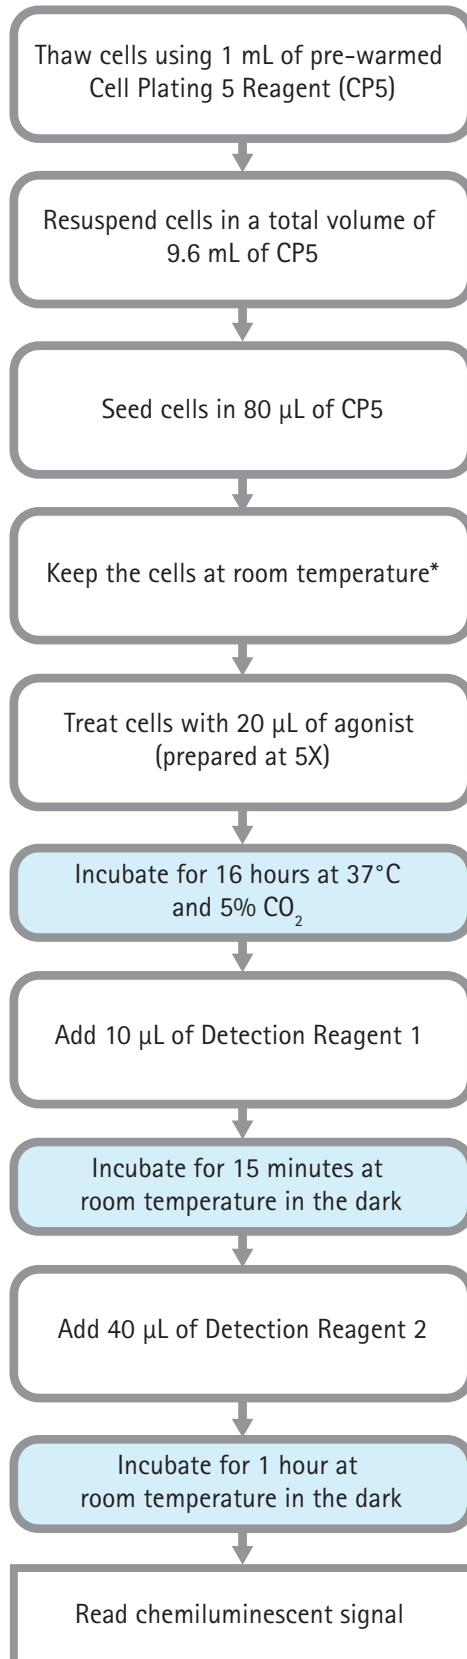 Thaw cells using 1 mL of pre-warmed
Cell Plating 5 Reagent (CP5)
Resuspend cells in a total volume of
9.6 mL of CP5
Seed cells in 80 µL of CP5
Keep the cells at room temperature*
Treat cells with 20 µL of agonist
(prepared at 5X)
Incubate for 16 hours at 37°C
and 5% CO₂
Add 10 µL of Detection Reagent 1
Incubate for 15 minutes at
room temperature in the dark
Add 40 µL of Detection Reagent 2
Incubate for 1 hour at
room temperature in the dark
Read chemiluminescent signal